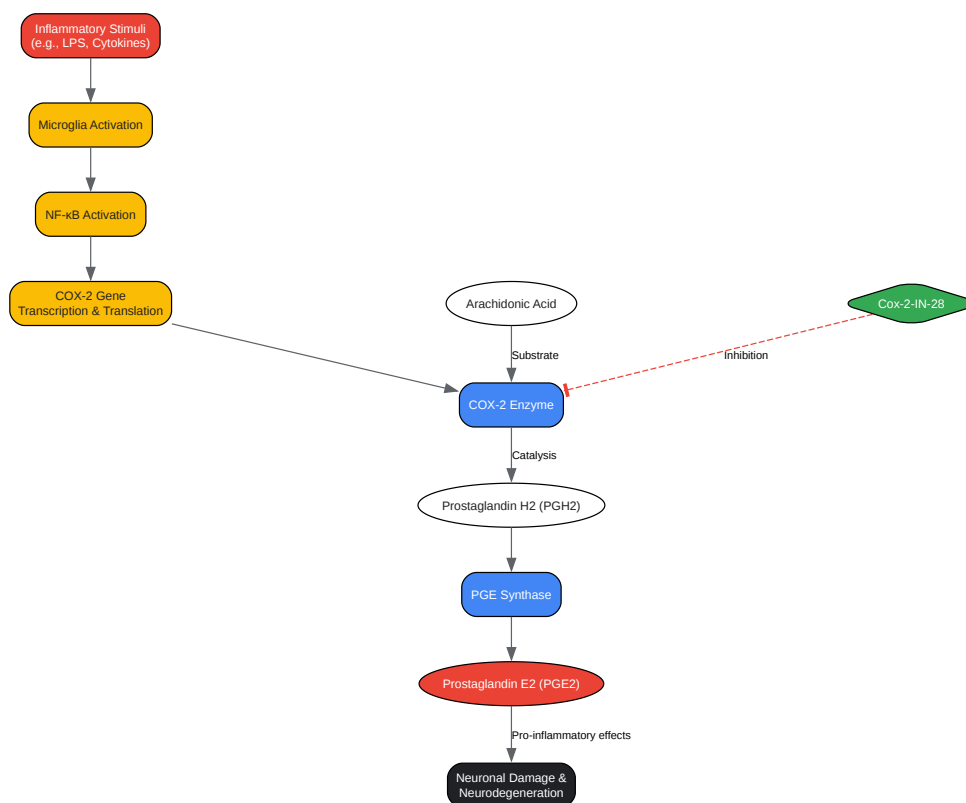 Inflammatory Stimuli
(e.g., LPS, Cytokines)
Microglia Activation
NF-κB Activation
COX-2 Gene
Transcription & Translation
Arachidonic Acid
Cox-2-IN-28
Substrate
Inhibition
COX-2 Enzyme
Catalysis
Prostaglandin H2 (PGH2)
PGE Synthase
Prostaglandin E2 (PGE2)
Pro-inflammatory effects
Neuronal Damage &
Neurodegeneration